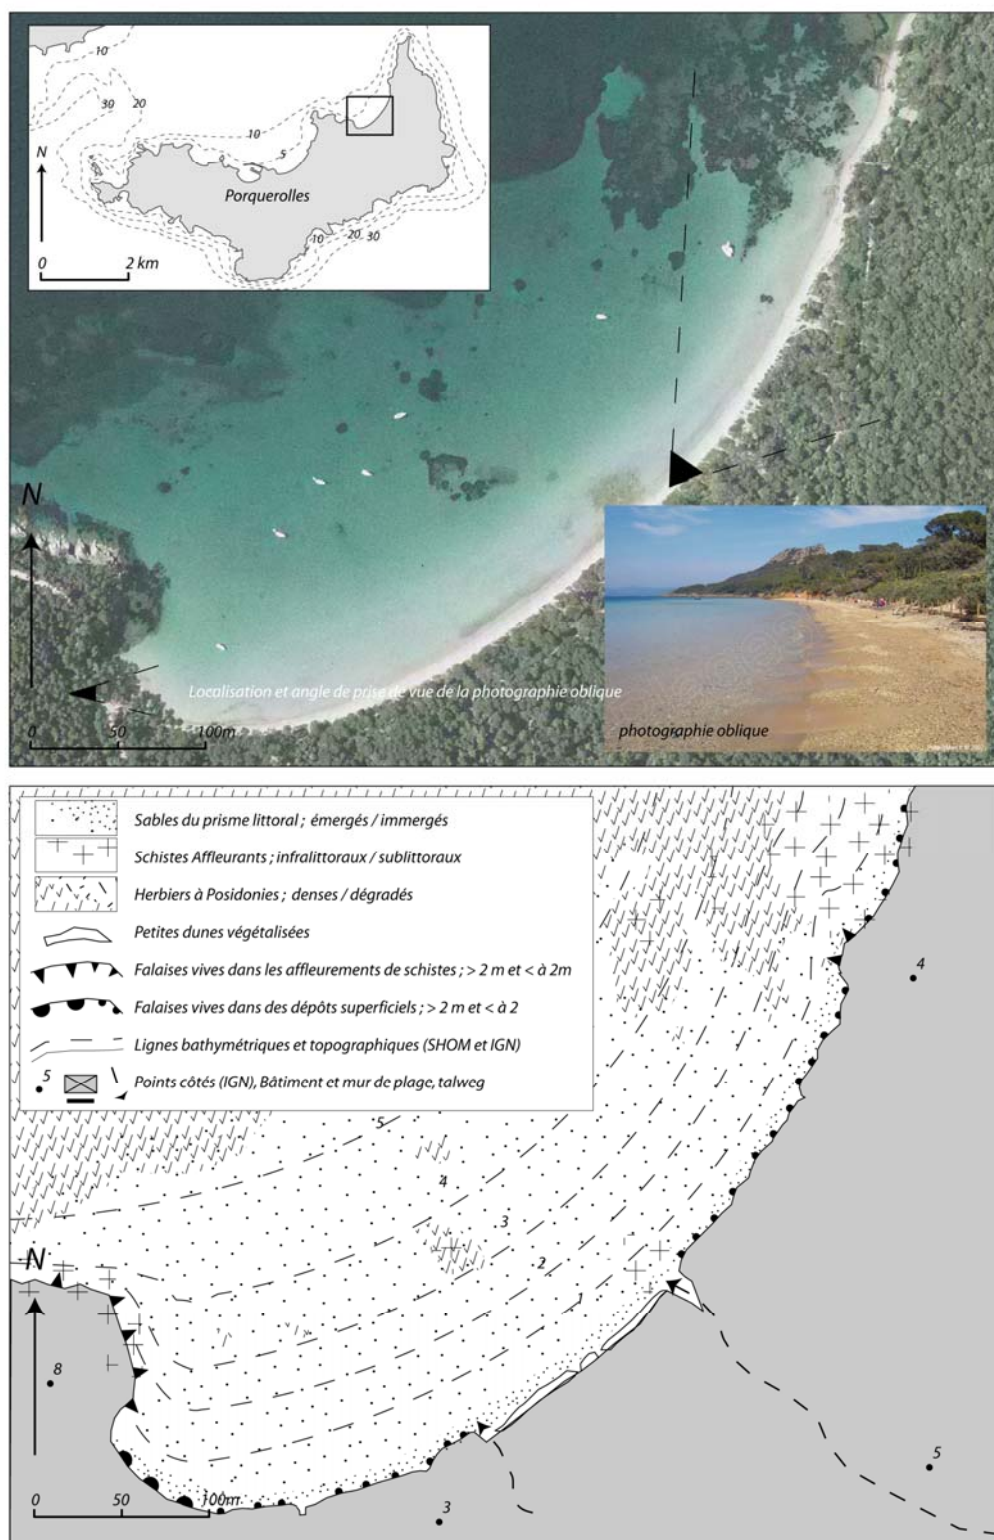 10
20
30
N
10
5
Porquerolles
10
20
30
0 2 km
N
Localisation et angle de prise de vue de la photographie oblique
0 50 100m
photographie oblique
Sables du prisme littoral ; émergés / immergés
Schistes Affleurants ; infralittoraux / sublittoraux
Herbiers à Posidonies ; denses / dégradés
Petites dunes végétalisées
Falaises vives dans les affleurements de schistes ; > 2 m et < à 2m
Falaises vives dans des dépôts superficiels ; > 2 m et < à 2
Lignes bathymétriques et topographiques (SHOM et IGN)
5
Points côtés (IGN), Bâtiment et mur de plage, talweg
4
5
4
3
2
1
N
8
5
0 50 100m
3